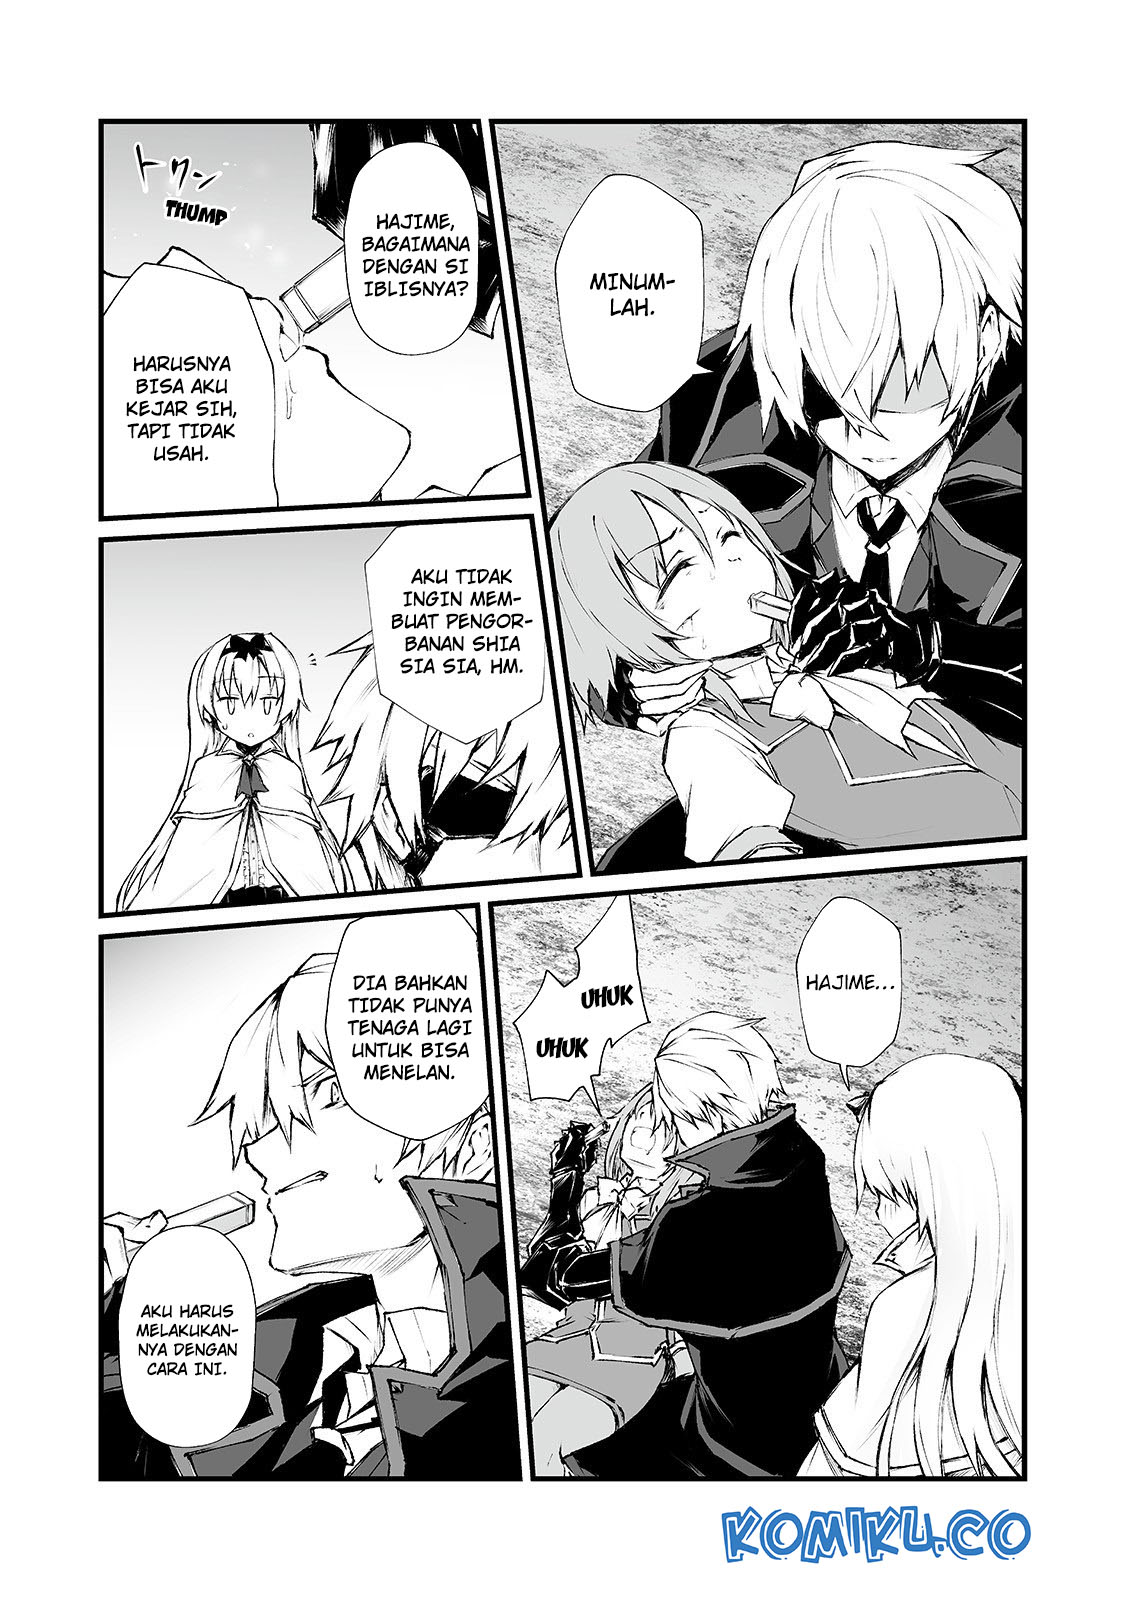 MINUM-
LAH.
HAJIME,
BAGAIMANA
DENGAN SI
IBLISNYA?
トクン
THUMP
HARUSNYA
BISA AKU
KEJAR SIH,
TAPI TIDAK
USAH.
AKU TIDAK
INGIN MEM-
BUAT PENGOR-
BANAN SHIA
SIA SIA, HM.
HAJIME...
UHUK
UHUK
DIA BAHKAN
TIDAK PUNYA
TENAGA LAGI
UNTUK BISA
MENELAN.
AKU HARUS
MELAKUKAN-
NYA DENGAN
CARA INI.
KOMIKU.CO